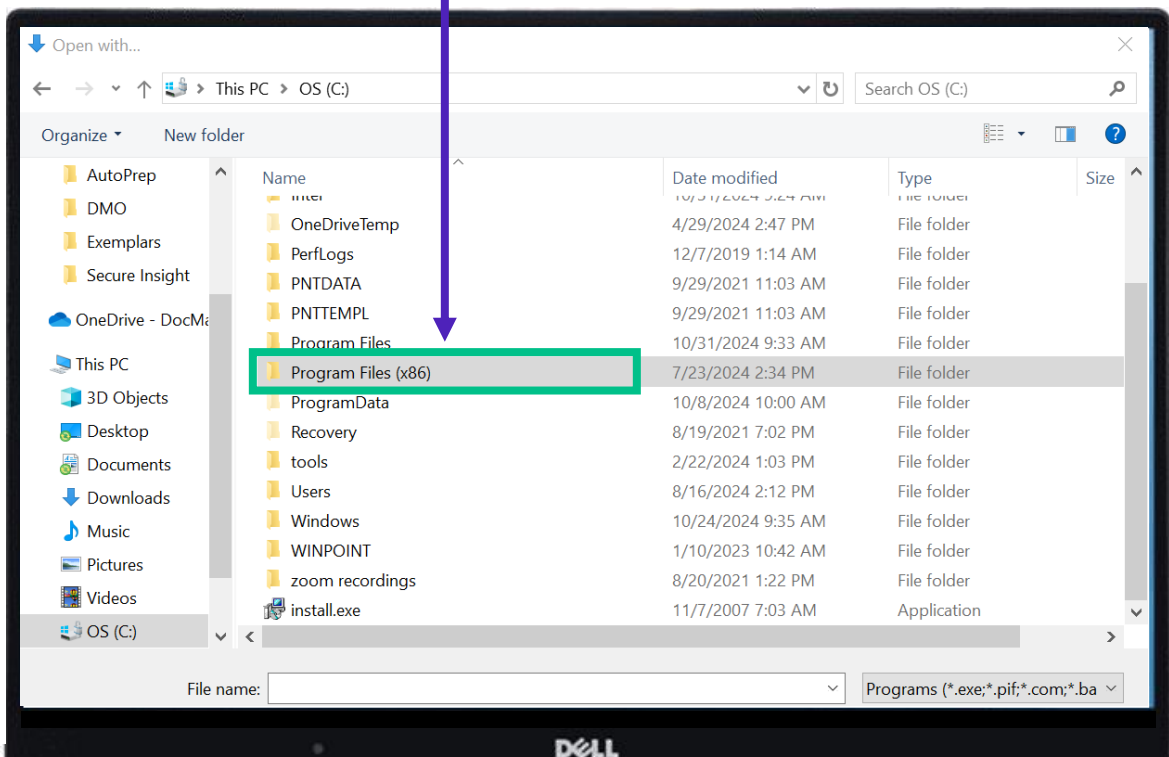 Open with...
This PC > OS (C:)
Search OS (C:)
Organize
New folder
?
AutoPrep
DMO
Exemplars
Secure Insight
OneDrive - DocMa
This PC
3D Objects
Desktop
Documents
Downloads
Music
Pictures
Videos
OS (C:)
Name Date modified Type Size
OneDriveTemp 4/29/2024 2:47 PM File folder
PerfLogs 12/7/2019 1:14 AM File folder
PNTDATA 9/29/2021 11:03 AM File folder
PNTTEMPL 9/29/2021 11:03 AM File folder
Program Files 10/31/2024 9:33 AM File folder
Program Files (x86) 7/23/2024 2:34 PM File folder
ProgramData 10/8/2024 10:00 AM File folder
Recovery 8/19/2021 7:02 PM File folder
tools 2/22/2024 1:03 PM File folder
Users 8/16/2024 2:12 PM File folder
Windows 10/24/2024 9:35 AM File folder
WINPOINT 1/10/2023 10:42 AM File folder
zoom recordings 8/20/2021 1:22 PM File folder
install.exe 11/7/2007 7:03 AM Application
File name:
Programs (*.exe;*.pif;*.com;*.ba
DELL